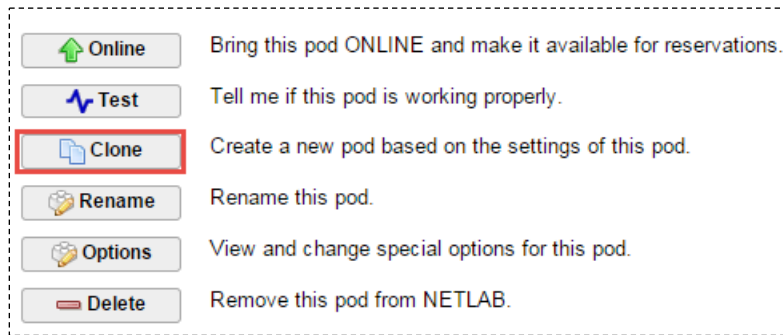 Online Bring this pod ONLINE and make it available for reservations.
Test Tell me if this pod is working properly.
Clone Create a new pod based on the settings of this pod.
Rename Rename this pod.
Options View and change special options for this pod.
Delete Remove this pod from NETLAB.